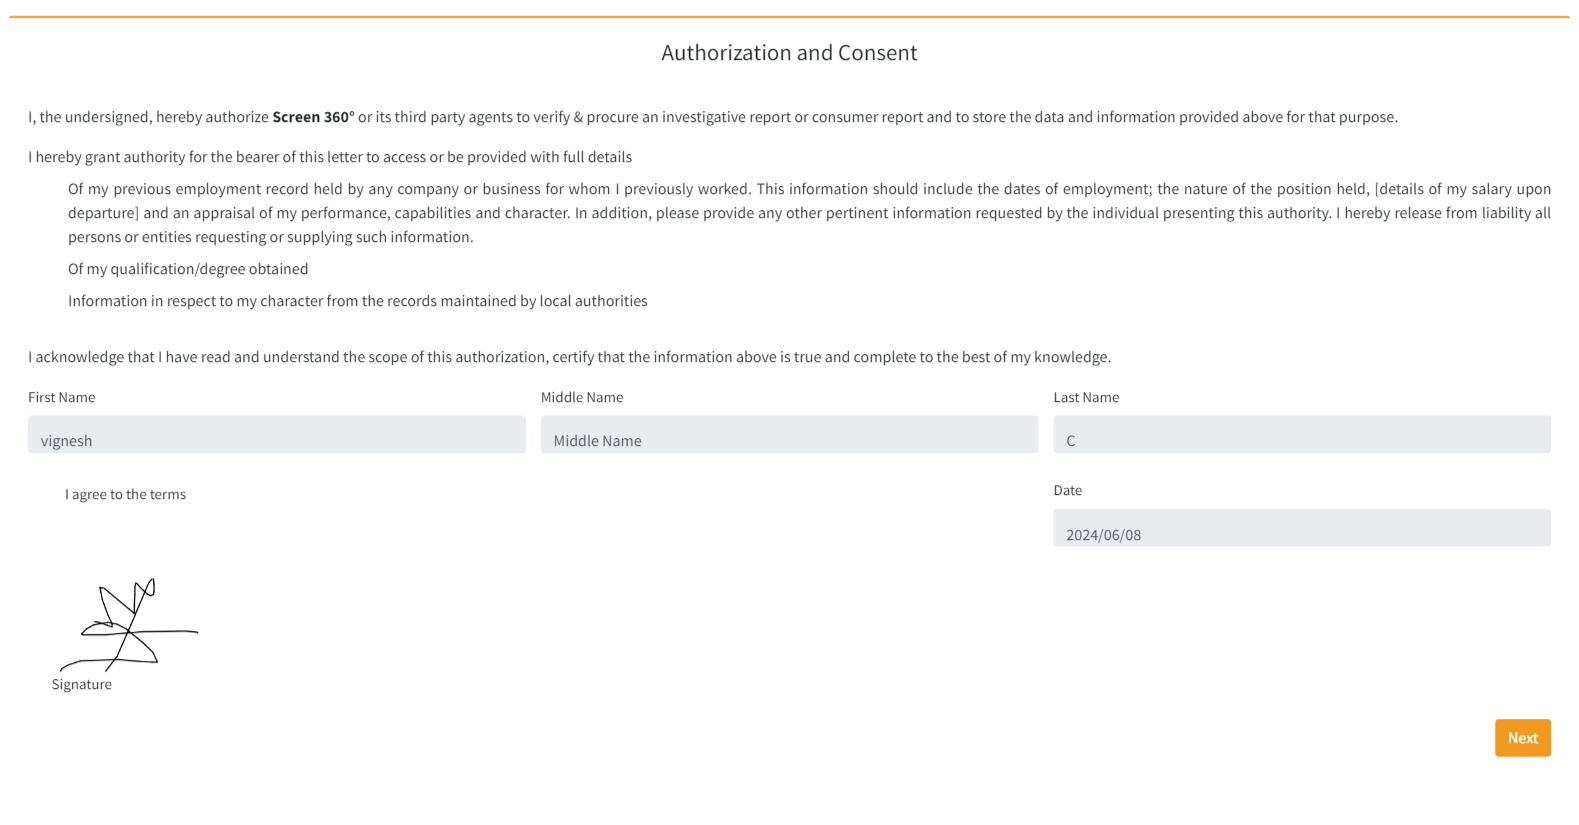 Authorization and Consent
I, the undersigned, hereby authorize Screen 360° or its third party agents to verify & procure an investigative report or consumer report and to store the data and information provided above for that purpose.
I hereby grant authority for the bearer of this letter to access or be provided with full details
Of my previous employment record held by any company or business for whom I previously worked. This information should include the dates of employment; the nature of the position held, [details of my salary upon
departure] and an appraisal of my performance, capabilities and character. In addition, please provide any other pertinent information requested by the individual presenting this authority. I hereby release from liability all
persons or entities requesting or supplying such information.
Of my qualification/degree obtained
Information in respect to my character from the records maintained by local authorities
I acknowledge that I have read and understand the scope of this authorization, certify that the information above is true and complete to the best of my knowledge.
First Name Middle Name Last Name
vignesh Middle Name C
I agree to the terms Date
2024/06/08
Signature
Next